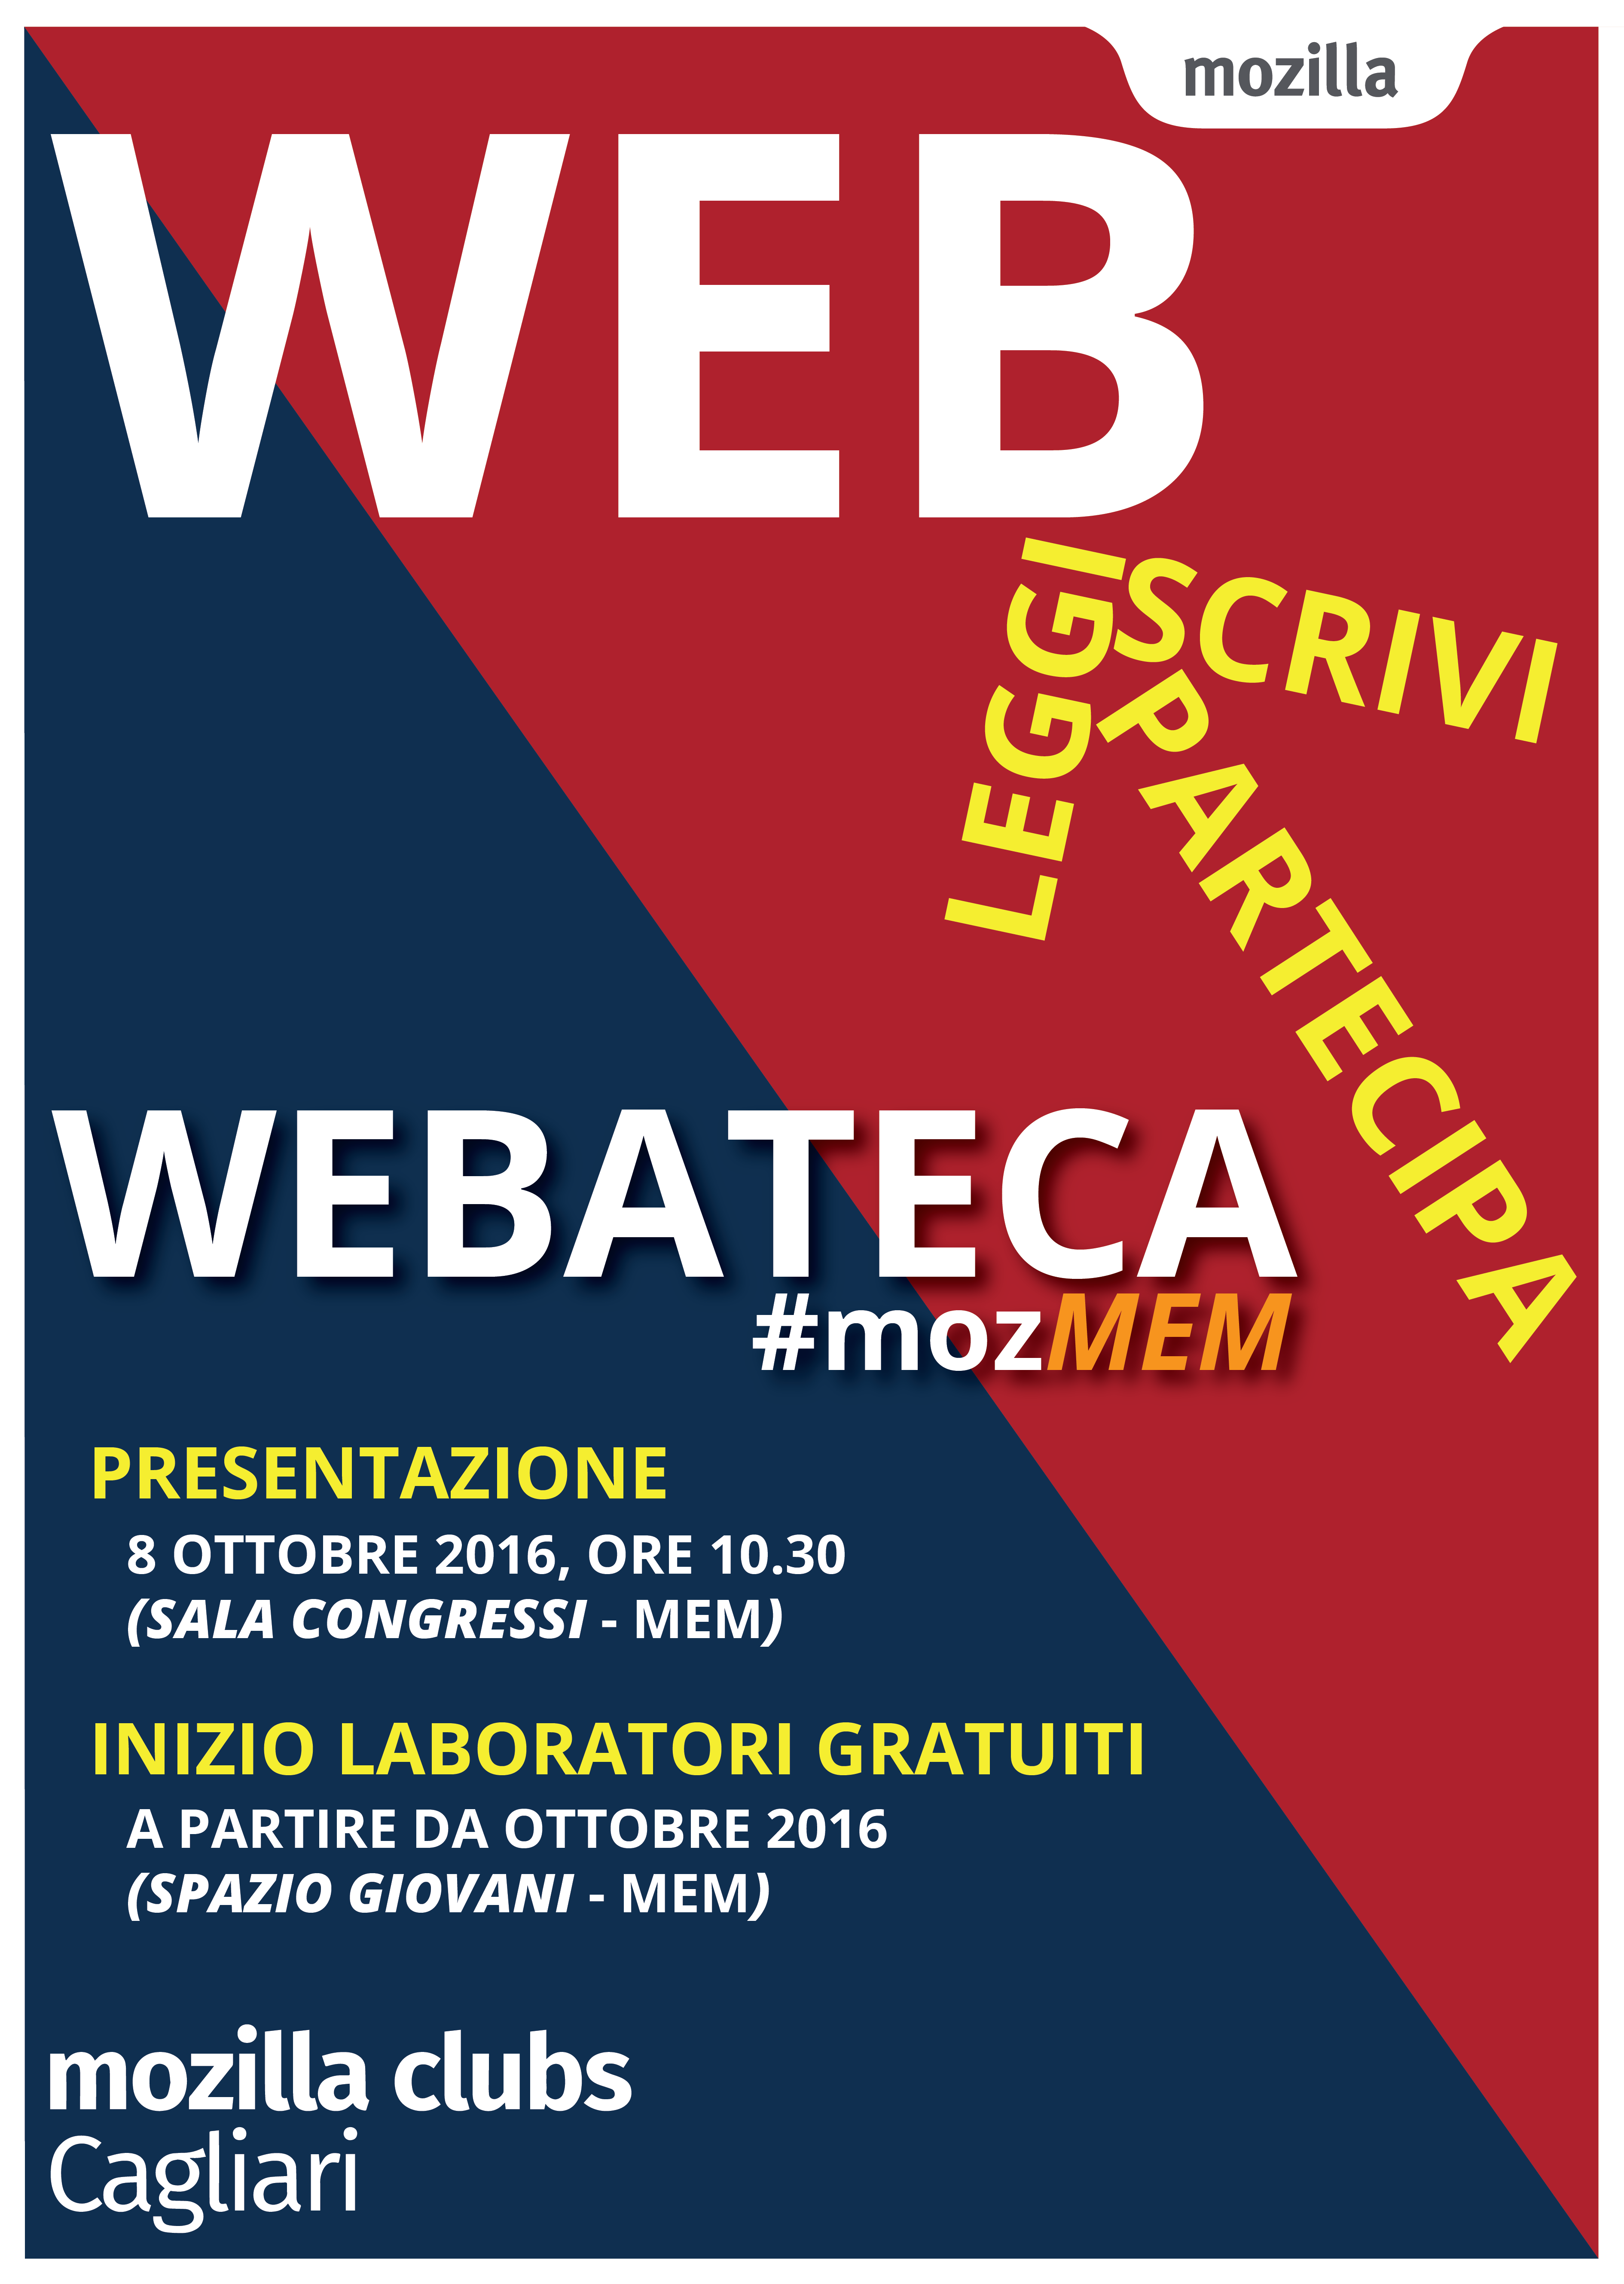 mozilla
WEB
LEGGI
SCRIVI
PARTECIPA
WEBATECA
#mozMEM
PRESENTAZIONE
8 OTTOBRE 2016, ORE 10.30
(SALA CONGRESSI - MEM)
INIZIO LABORATORI GRATUITI
A PARTIRE DA OTTOBRE 2016
(SPAZIO GIOVANI - MEM)
mozilla clubs
Cagliari